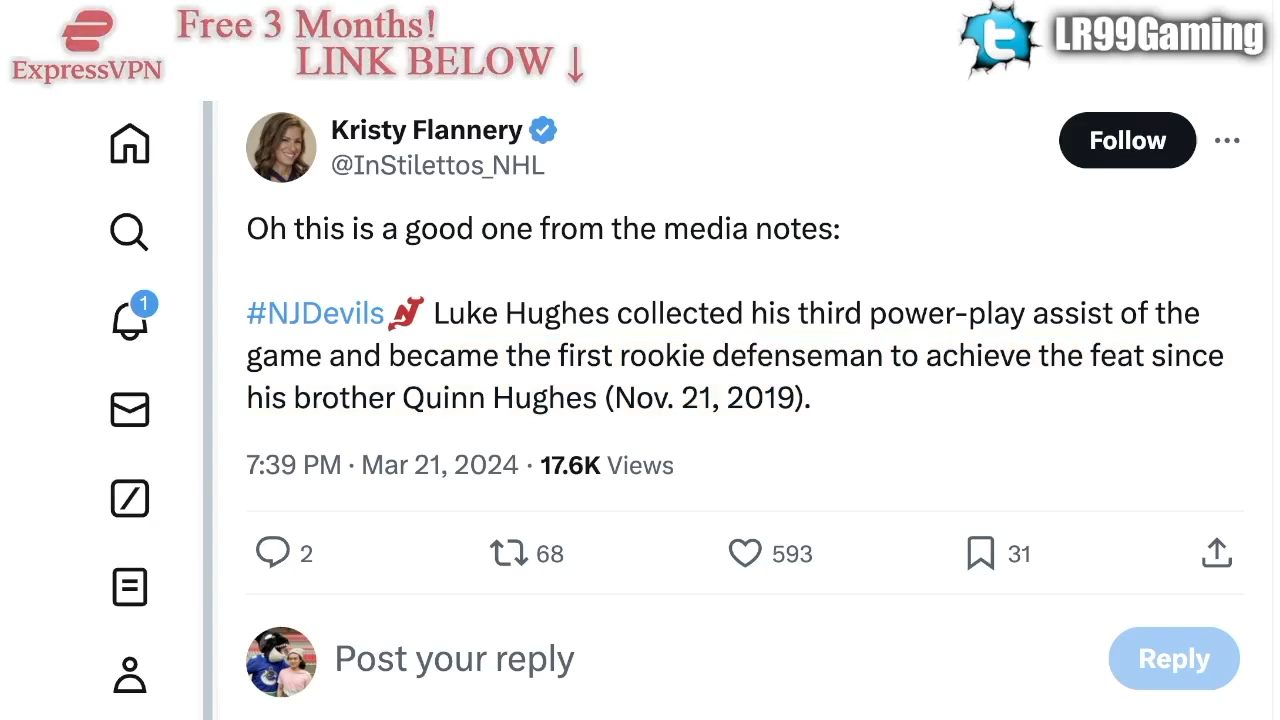 Free 3 Months!
LINK BELOW ↓
ExpressVPN
LR99Gaming
Kristy Flannery
@InStilettos_NHL
Follow
Oh this is a good one from the media notes:
#NJDevils Luke Hughes collected his third power-play assist of the
game and became the first rookie defenseman to achieve the feat since
his brother Quinn Hughes (Nov. 21, 2019).
7:39 PM · Mar 21, 2024 · 17.6K Views
1
2 68 593 31
Post your reply
Reply